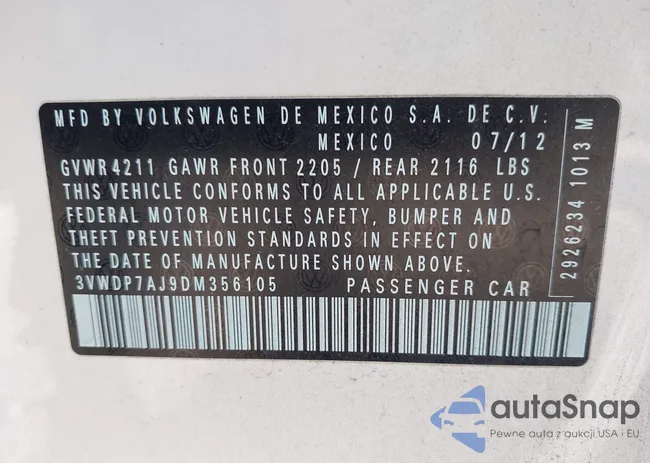 MFD BY VOLKSWAGEN DE MEXICO S.A. DE C.V.
MEXICO 07/12
GVWR 4211 GAWR FRONT 2205 / REAR 2116 LBS
THIS VEHICLE CONFORMS TO ALL APPLICABLE U.S.
FEDERAL MOTOR VEHICLE SAFETY, BUMPER AND
THEFT PREVENTION STANDARDS IN EFFECT ON
THE DATE OF MANUFACTURE SHOWN ABOVE.
3VWDP7AJ9DM356105 PASSENGER CAR
2926234 1013 M
autaSnap
Pewne auta z aukcji USA i EU